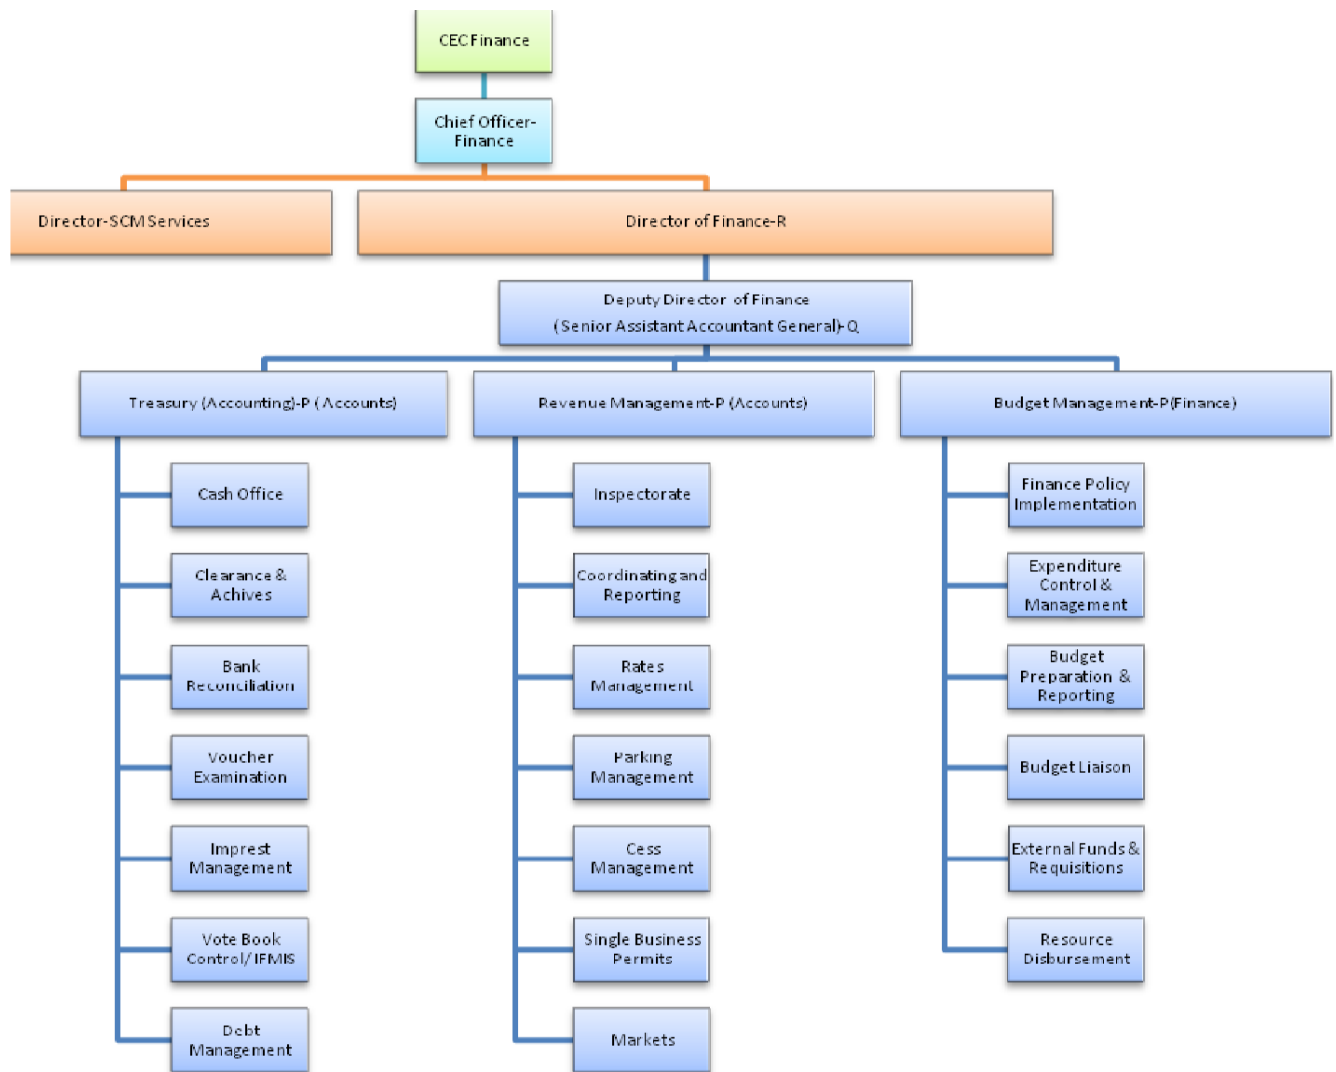 CEC Finance
Chief Officer-
Finance
Director-SCM Services
Director of Finance-R
Deputy Director of Finance
(Senior Assistant Accountant General)-Q
Treasury (Accounting)-P ( Accounts)
Revenue Management-P (Accounts)
Budget Management-P(Finance)
Cash Office
Clearance &
Achives
Bank
Reconciliation
Voucher
Examination
Imprest
Management
Vote Book
Control/ IFMIS
Debt
Management
Inspectorate
Coordinating and
Reporting
Rates
Management
Parking
Management
Cess
Management
Single Business
Permits
Markets
Finance Policy
Implementation
Expenditure
Control &
Management
Budget
Preparation &
Reporting
Budget Liaison
External Funds &
Requisitions
Resource
Disbursement